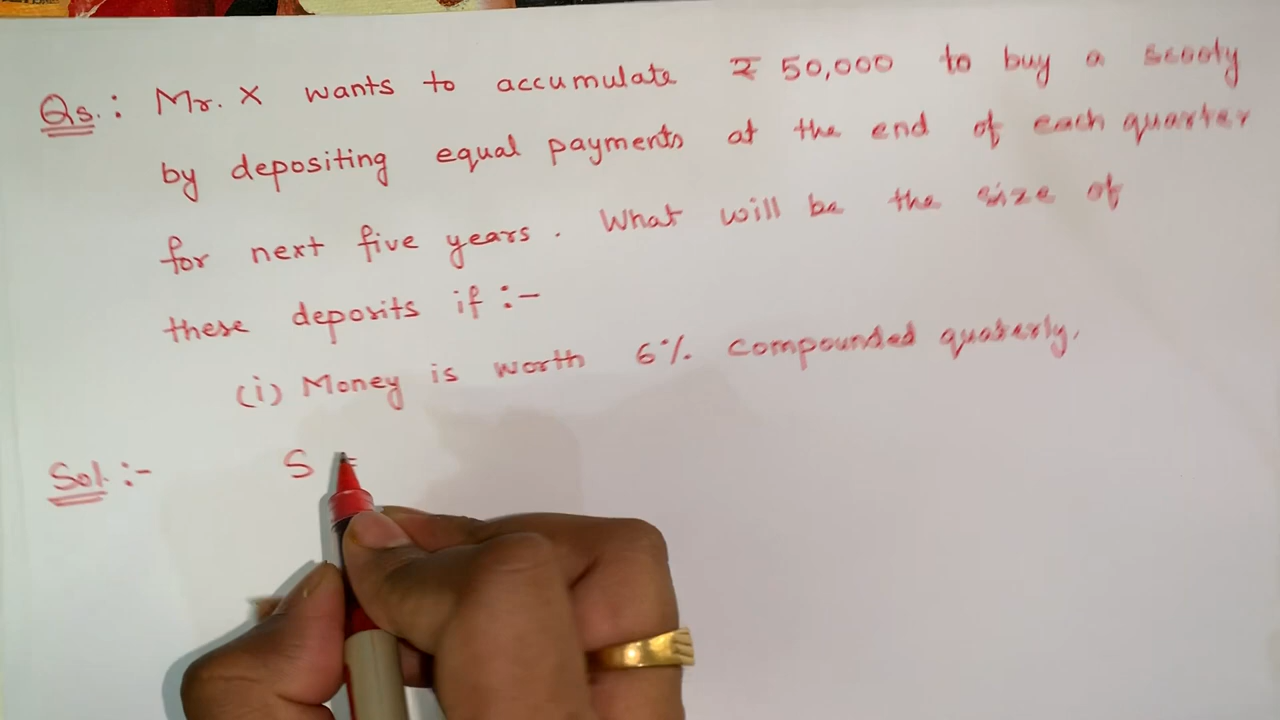 Qs.: Mr. X wants to accumulate ₹ 50,000 to buy a scooty
by depositing equal payments at the end of each quarter
for next five years. What will be the size of
these deposits if :-
(i) Money is worth 6% compounded quaterly.
Sol :- S =